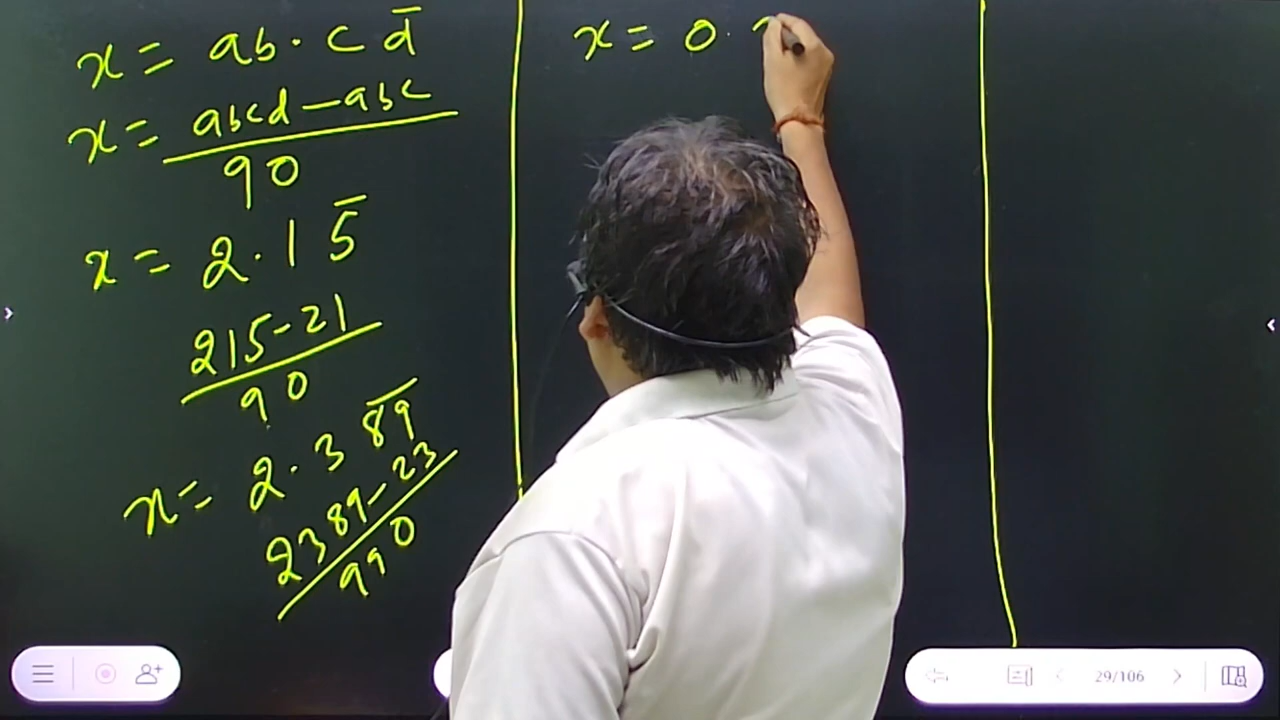 x = ab.cd̅
x = abcd - abc
90
x = 2.15̅
215-21
90
x = 2.38̅9̅
2389-23
990
x = 0.
29/106